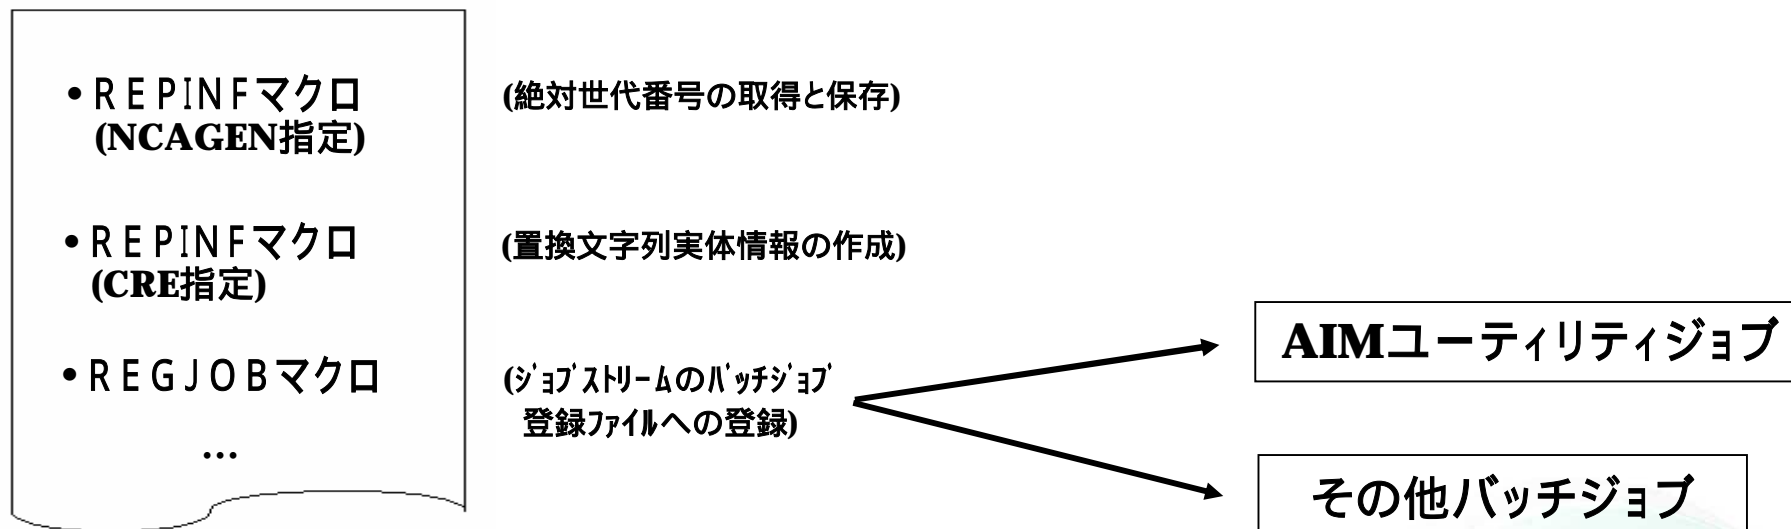 •ＲＥＰＩＮＦマクロ
(NCAGEN指定)
(絶対世代番号の取得と保存)
•ＲＥＰＩＮＦマクロ
(CRE指定)
(置換文字列実体情報の作成)
•ＲＥＧＪＯＢマクロ
(ｼﾞｮﾌﾞｽﾄﾘｰﾑのﾊﾞｯﾁｼﾞｮﾌﾞ
登録ﾌｧｲﾙへの登録)
…
AIMユーティリティジョブ
その他バッチジョブ